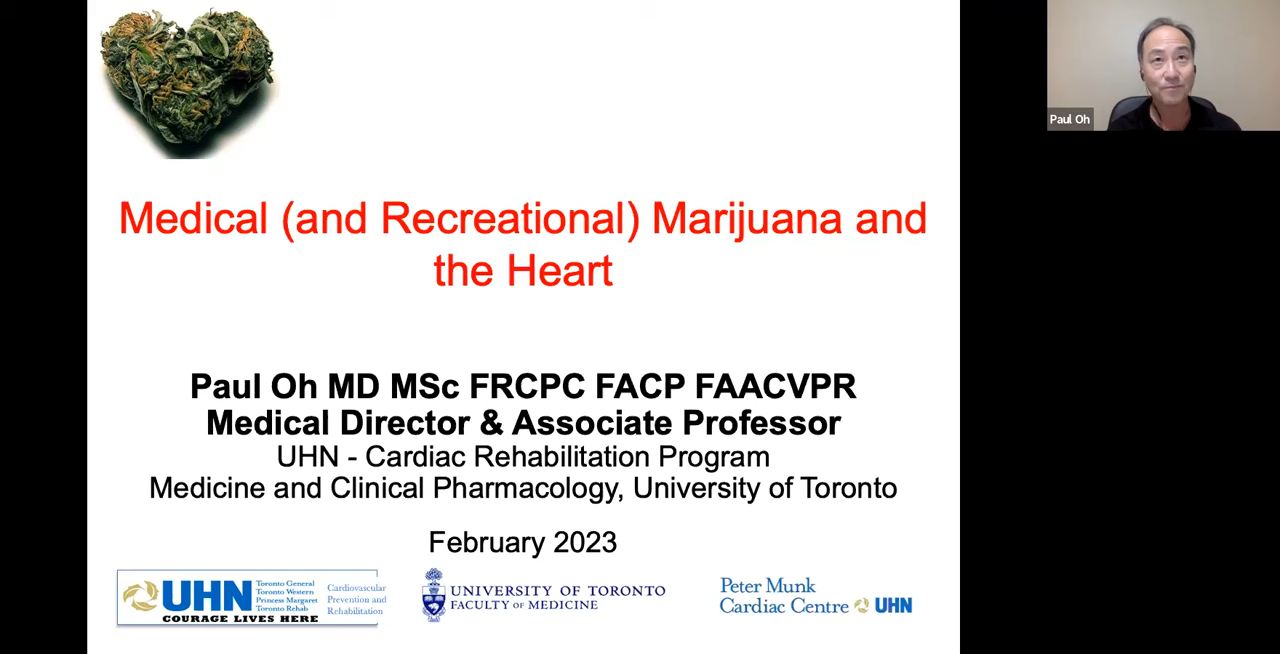 Medical (and Recreational) Marijuana and
the Heart
Paul Oh
Paul Oh MD MSc FRCPC FACP FAACVPR
Medical Director & Associate Professor
UHN - Cardiac Rehabilitation Program
Medicine and Clinical Pharmacology, University of Toronto
February 2023
UHN
Toronto General
Toronto Western
Princess Margaret
Toronto Rehab
COURAGE LIVES HERE
Cardiovascular
Prevention and
Rehabilitation
UNIVERSITY OF TORONTO
FACULTY OF MEDICINE
Peter Munk
Cardiac Centre
UHN